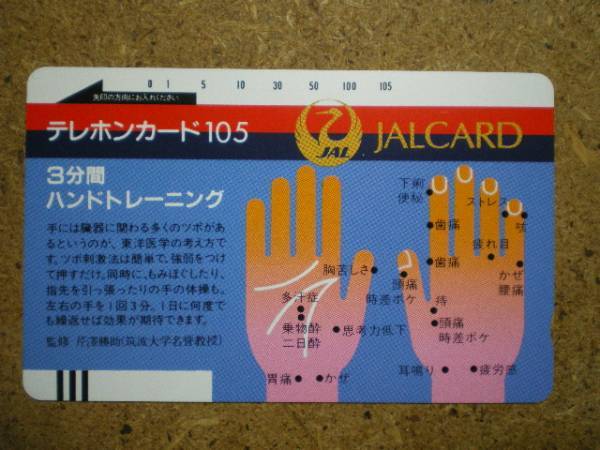 0 1 5 10 30 50 100 105
矢印の方向にお入れください
テレホンカード105
JAL
JALCARD
3分間
ハンドトレーニング
手には臓器に関わる多くのツボがあ
るというのが、東洋医学の考え方で
す。ツボ刺激法は簡単で、強弱をつけ
て押すだけ。同時に、もみほぐしたり、
指先を引っ張ったりの手の体操も。
左右の手を1回3分。1日に何度で
も繰返せば効果が期待できます。
監修 芹澤勝助(筑波大学名誉教授)
胸苦しさ
多汗症
乗物酔
二日酔
思考力低下
胃痛
かぜ
下痢
便秘
ストレス
咳
歯痛
疲れ目
歯痛
かぜ
腰痛
頭痛
時差ボケ
痔
頭痛
時差ボケ
耳鳴り
疲労感